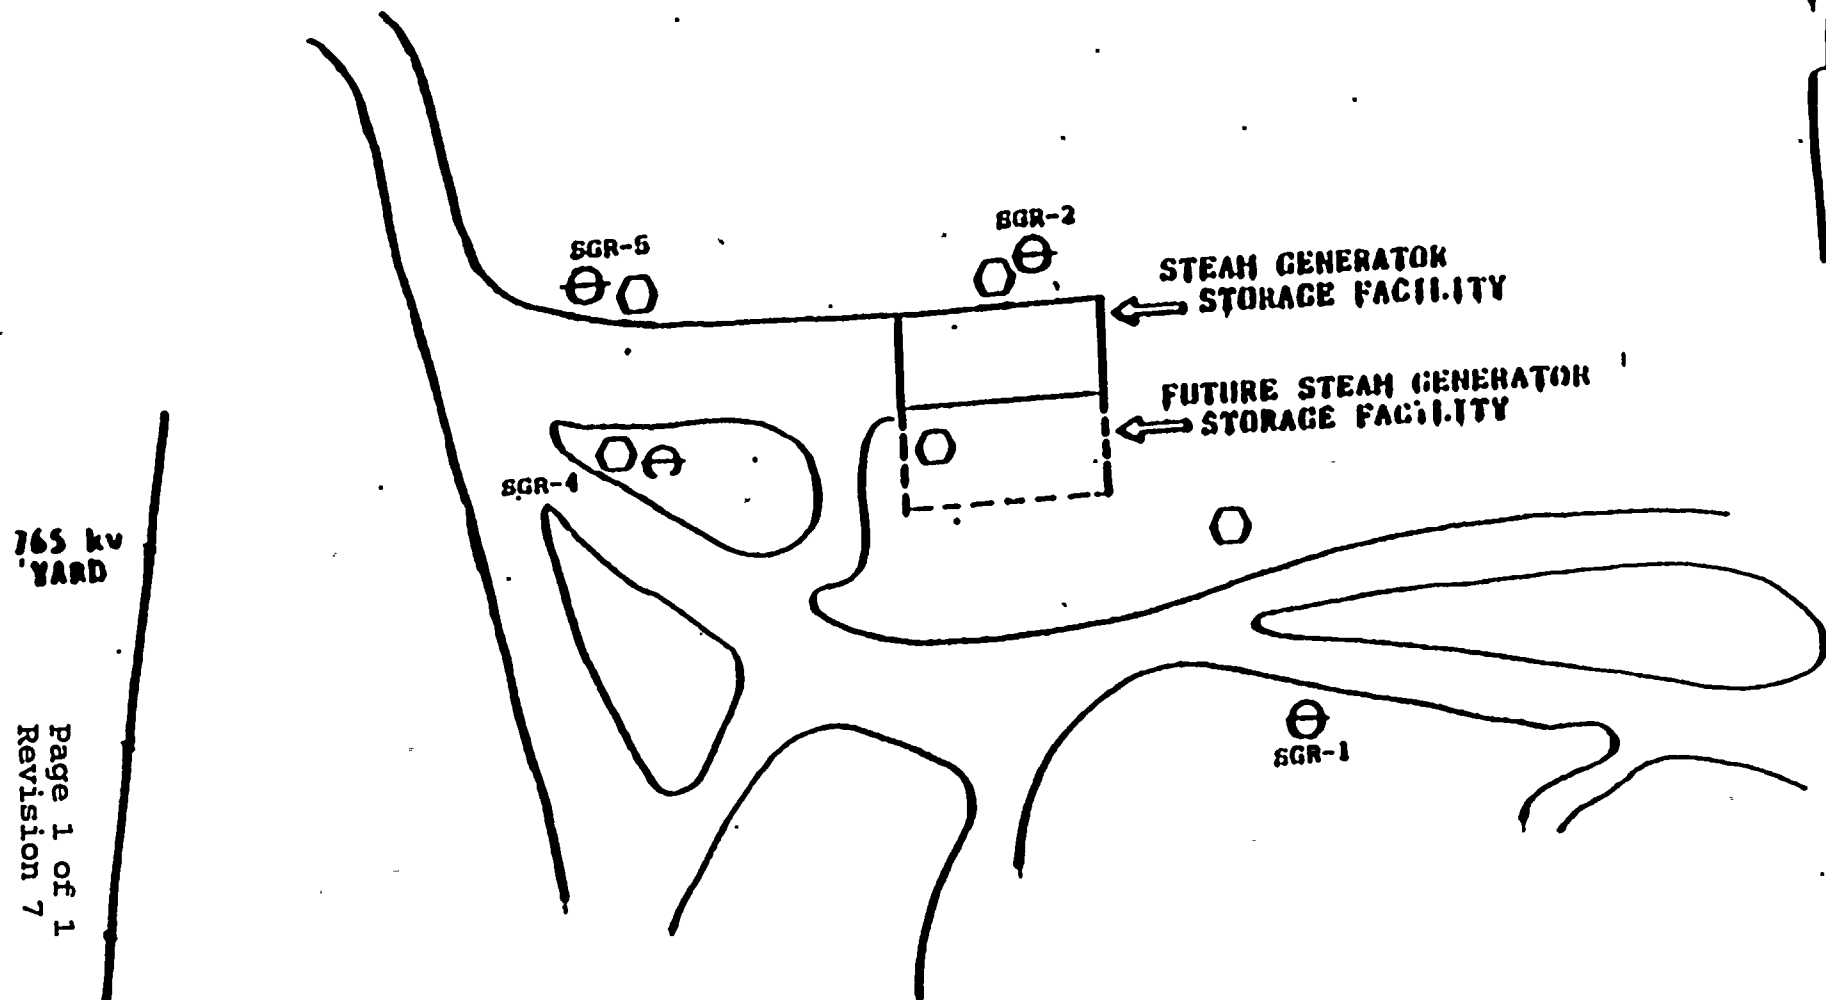 SGR-5
SGR-2
STEAM GENERATOR
STORAGE FACILITY
FUTURE STEAM GENERATOR
STORAGE FACILITY
SGR-4
765 kv
YARD
SGR-1
Page 1 of 1
Revision 7